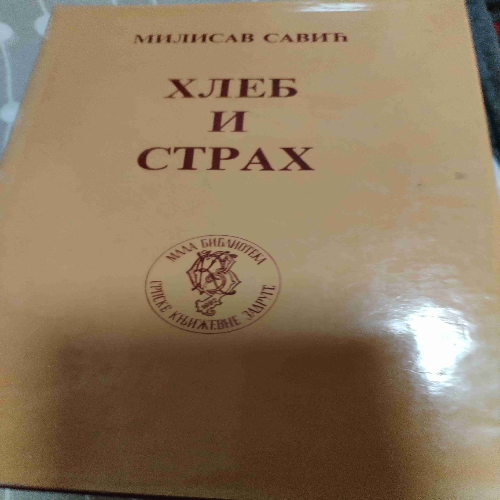 МИЛИСАВ САВИЋ
ХЛЕБ
И
СТРАХ
МАЛА БИБЛИОТЕКА
СРПСКЕ КЊИЖЕВНЕ ЗАДРУГЕ